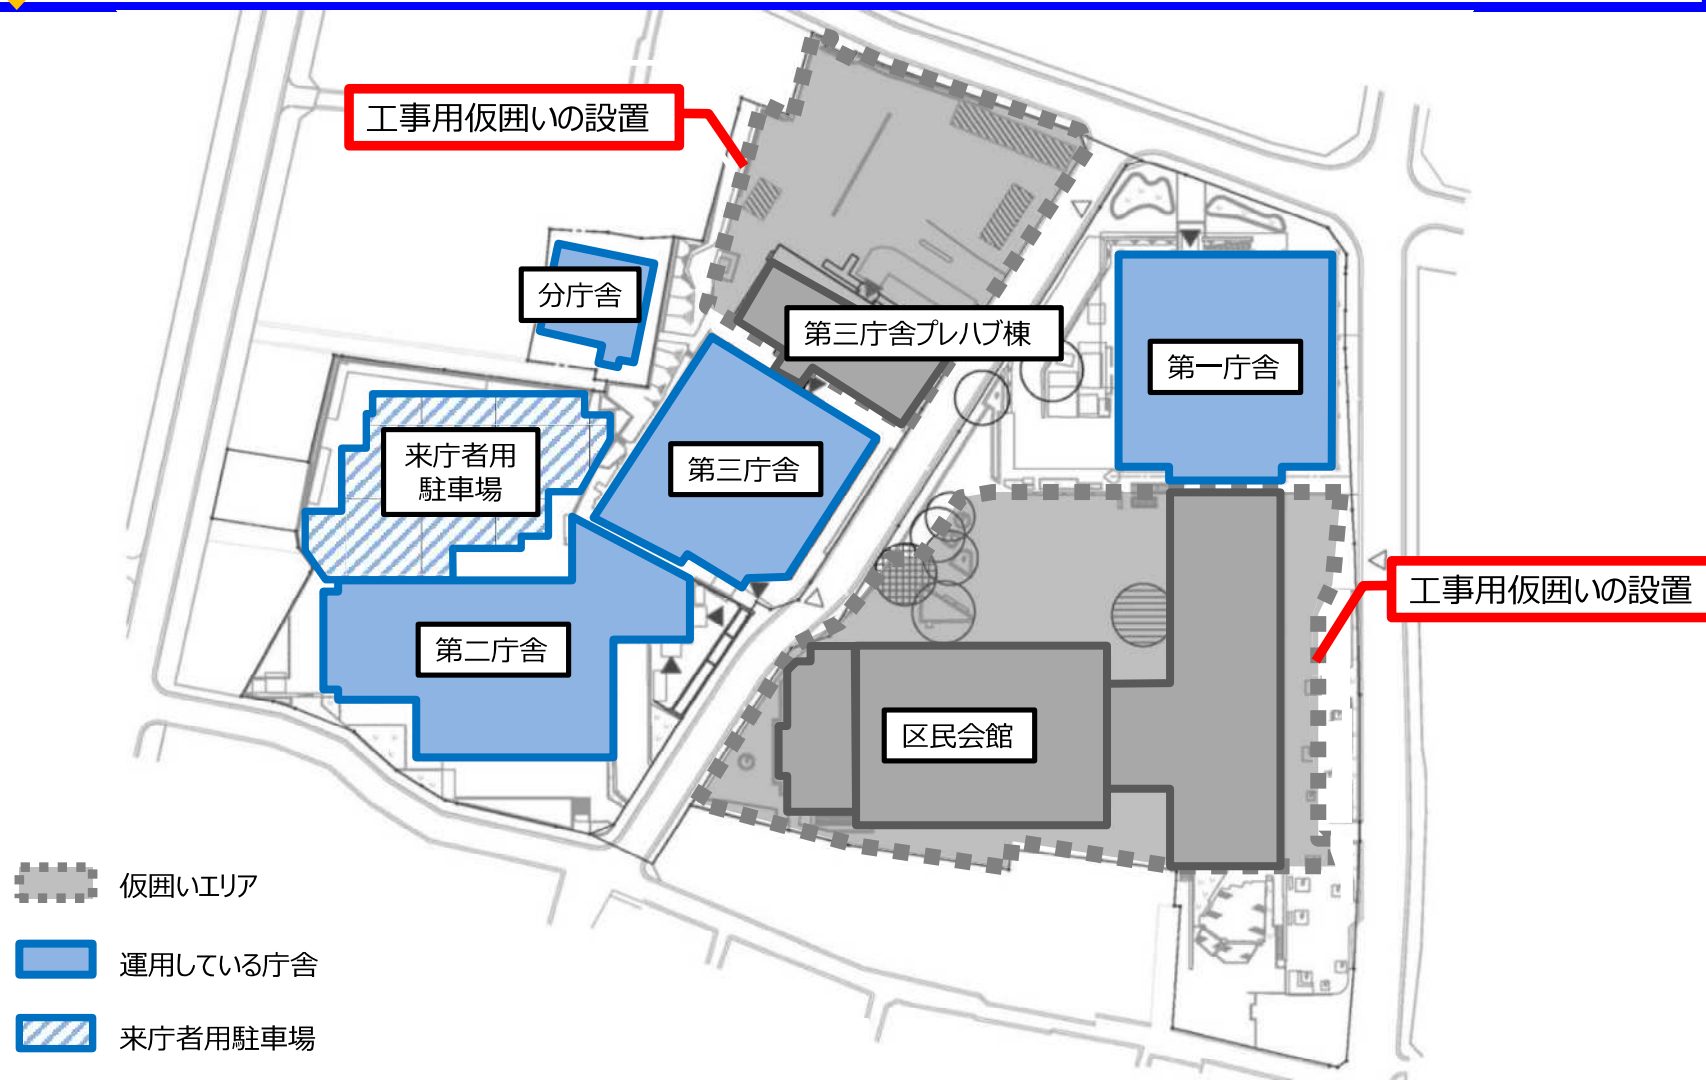 工事用仮囲いの設置
分庁舎
第三庁舎プレハブ棟
第一庁舎
来庁者用
駐車場
第三庁舎
工事用仮囲いの設置
第二庁舎
区民会館
仮囲いエリア
運用している庁舎
来庁者用駐車場